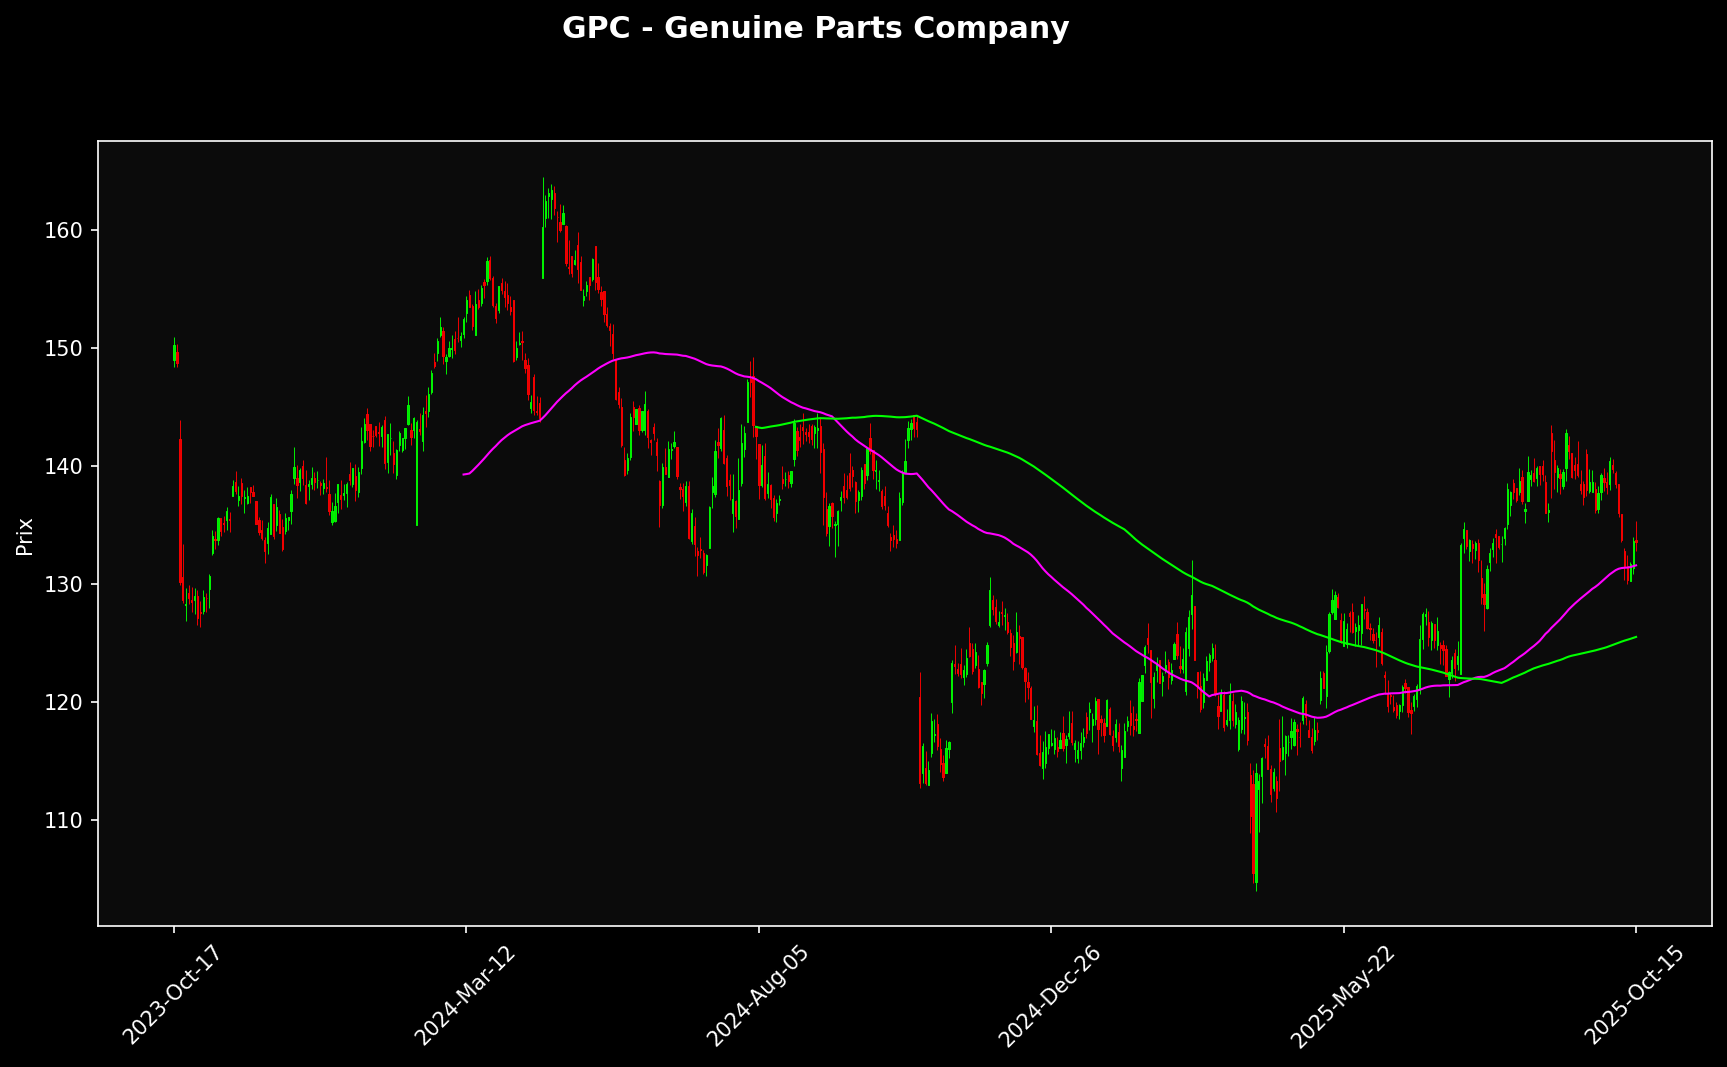 GPC - Genuine Parts Company
Prix
160
150
140
130
120
110
2023-Oct-17
2024-Mar-12
2024-Aug-05
2024-Dec-26
2025-May-22
2025-Oct-15